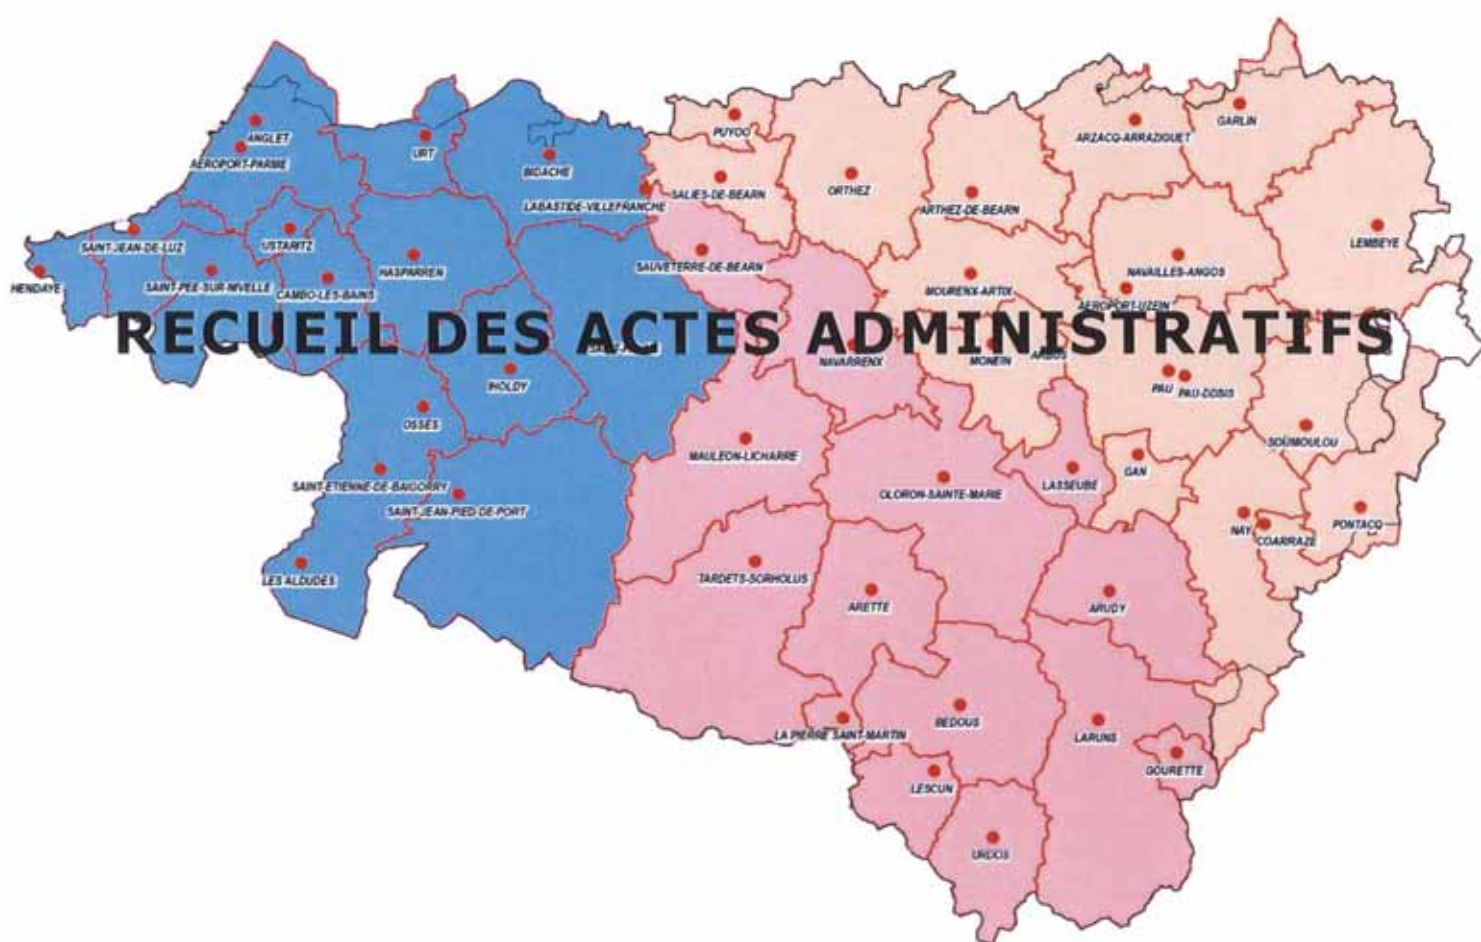 GARLIN
PUYOO
ARZACQ-ARRAZIGUET
ANGLET
URT
AEROPORT-PARME
BIDACHE
ORTHEZ
SALIES-DE-BEARN
LABASTIDE-VILLEFRANCHE
ARTHEZ-DE-BEARN
LEMBEYE
SAINT-JEAN-DE-LUZ
USTARITZ
HASPARREN
SAUVETERRE-DE-BEARN
NAVAILLES-ANGOS
HENDAYE
SAINT-PEE-SUR-NIVELLE
CAMBO-LES-BAINS
MOURENX-ARTIX
AEROPORT-UZEIN
RECUEIL DES ACTES ADMINISTRATIFS
NAVARRENX
MONEIN
ARBUS
IHOLDY
PAU
PAU-DOSIS
OSSES
SOUMOULOU
MAULEON-LICHARRE
GAN
SAINT-ETIENNE-DE-BAIGORRY
OLORON-SAINTE-MARIE
LASSEUBE
SAINT-JEAN-PIED-DE-PORT
NAY
PONTACQ
COARRAZE
LES ALDUDES
TARDETS-SORHOLUS
ARETTE
ARUDY
LA PIERRE SAINT-MARTIN
BEDOUS
LARUNS
GOURETTE
LESCUN
URDOS